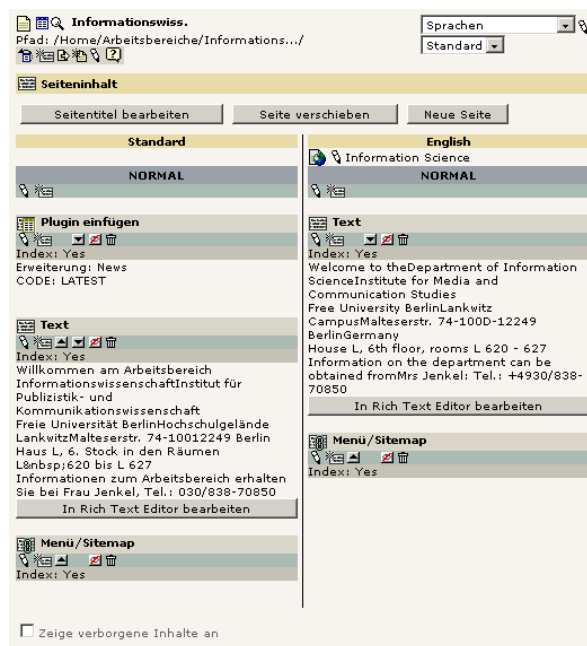 Informationswiss.
Sprachen
Pfad: /Home/Arbeitsbereiche/Informations.../
Standard
Seiteninhalt
Seitentitel bearbeiten
Seite verschieben
Neue Seite
Standard
NORMAL
Plugin einfügen
Index: Yes
Erweiterung: News
CODE: LATEST
Text
Index: Yes
Willkommen am Arbeitsbereich
InformationswissenschaftInstitut für
Publizistik- und
Kommunikationswissenschaft
Freie Universität BerlinHochschulgelände
LankwitzMalteserstr. 74-10012249 Berlin
Haus L, 6. Stock in den Räumen
L&nbsp;620 bis L 627
Informationen zum Arbeitsbereich erhalten
Sie bei Frau Jenkel, Tel.: 030/838-70850
In Rich Text Editor bearbeiten
Menü/Sitemap
Index: Yes
English
Information Science
NORMAL
Text
Index: Yes
Welcome to theDepartment of Information
ScienceInstitute for Media and
Communication Studies
Free University BerlinLankwitz
CampusMalteserstr. 74-100D-12249
BerlinGermany
House L, 6th floor, rooms L 620 - 627
Information on the department can be
obtained fromMrs Jenkel: Tel.: +4930/838-
70850
In Rich Text Editor bearbeiten
Menü/Sitemap
Index: Yes
Zeige verborgene Inhalte an